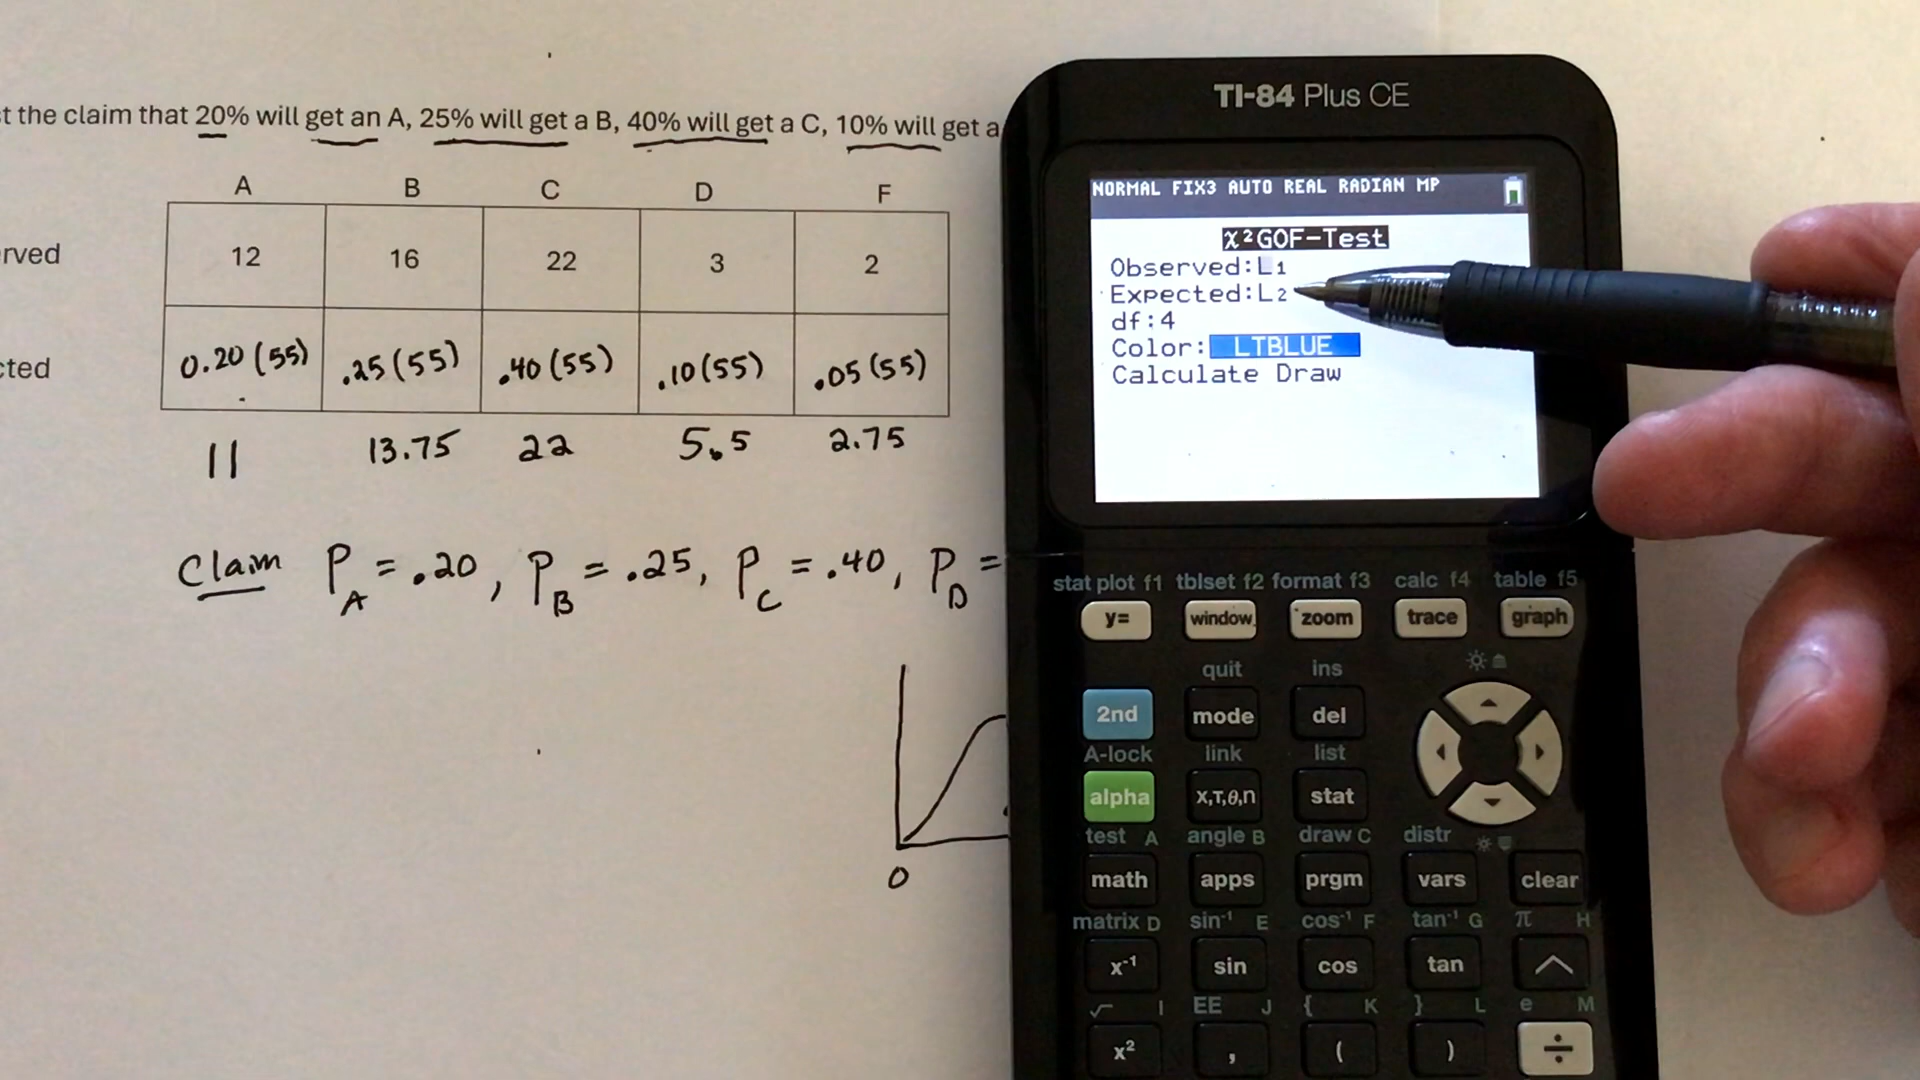 t the claim that 20% will get an A, 25% will get a B, 40% will get a C, 10% will get a
A B C D F
rved 12 16 22 3 2
cted 0.20 (55) .25 (55) .40 (55) .10 (55) .05 (55)
11 13.75 22 5.5 2.75
Claim P_A = .20, P_B = .25, P_C = .40, P_D =
0
TI-84 Plus CE
NORMAL FIX3 AUTO REAL RADIAN MP
χ²GOF-Test
Observed:L1
Expected:L2
df:4
Color: LTBLUE
Calculate Draw
stat plot f1 tblset f2 format f3 calc f4 table f5
y= window zoom trace graph
quit ins
2nd mode del
A-lock link list
alpha X,T,θ,n stat
test A angle B draw C distr
math apps prgm vars clear
matrix D sin⁻¹ E cos⁻¹ F tan⁻¹ G π H
x⁻¹ sin cos tan ^
√ I EE J { K } L e M
x² , ( ) ÷